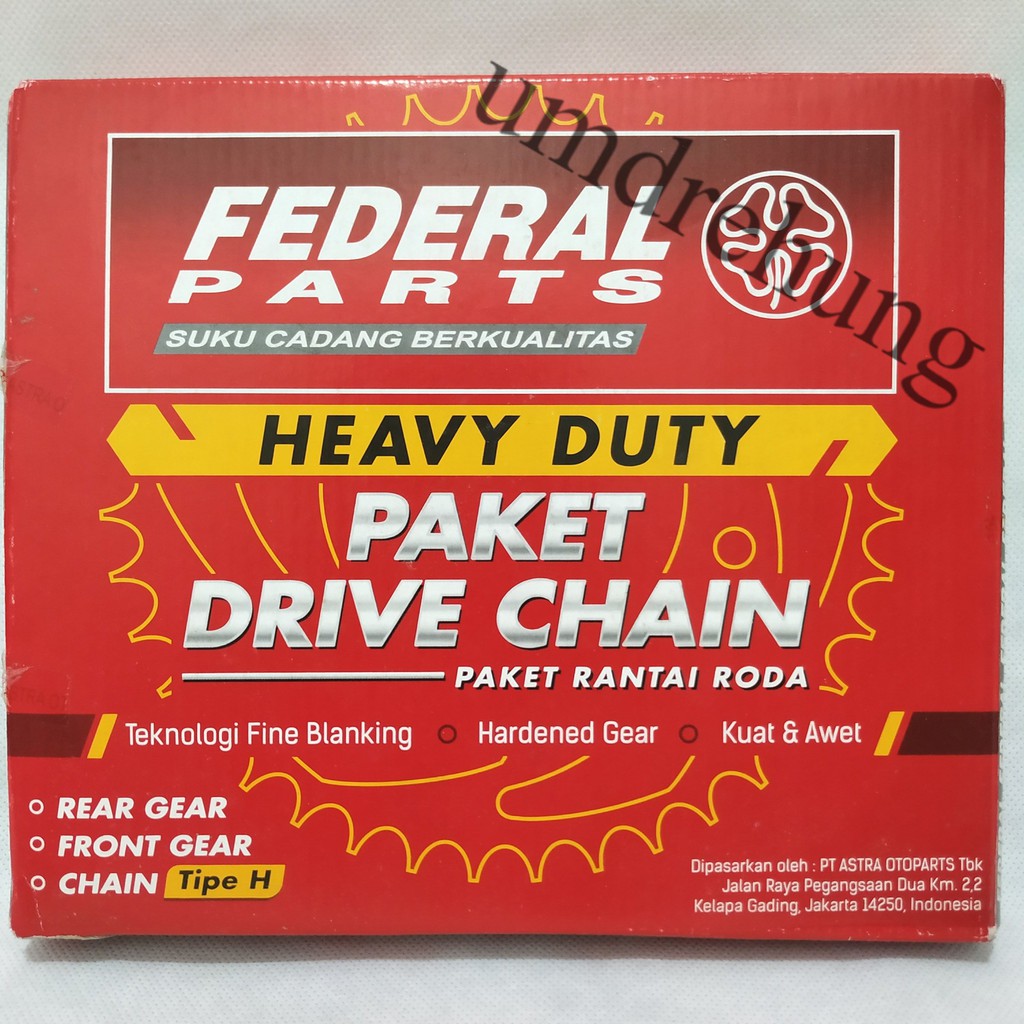 umdrekung
FEDERAL
PARTS
SUKU CADANG BERKUALITAS
HEAVY DUTY
PAKET
DRIVE CHAIN
PAKET RANTAI RODA
Teknologi Fine Blanking
Hardened Gear
Kuat & Awet
REAR GEAR
FRONT GEAR
CHAIN Tipe H
Dipasarkan oleh : PT ASTRA OTOPARTS Tbk
Jalan Raya Pegangsaan Dua Km. 2,2
Kelapa Gading, Jakarta 14250, Indonesia